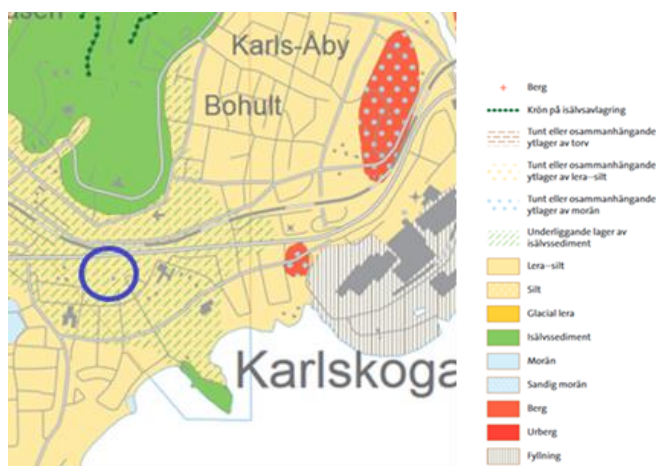 Karls-Åby
Bohult
Karlskoga
Berg
Krön på isälvsavlagring
Tunt eller osammanhängande
ytlager av torv
Tunt eller osammanhängande
ytlager av lera–silt
Tunt eller osammanhängande
ytlager av morän
Underliggande lager av
isälvssediment
Lera–silt
Silt
Glacial lera
Isälvssediment
Morän
Sandig morän
Berg
Urberg
Fyllning